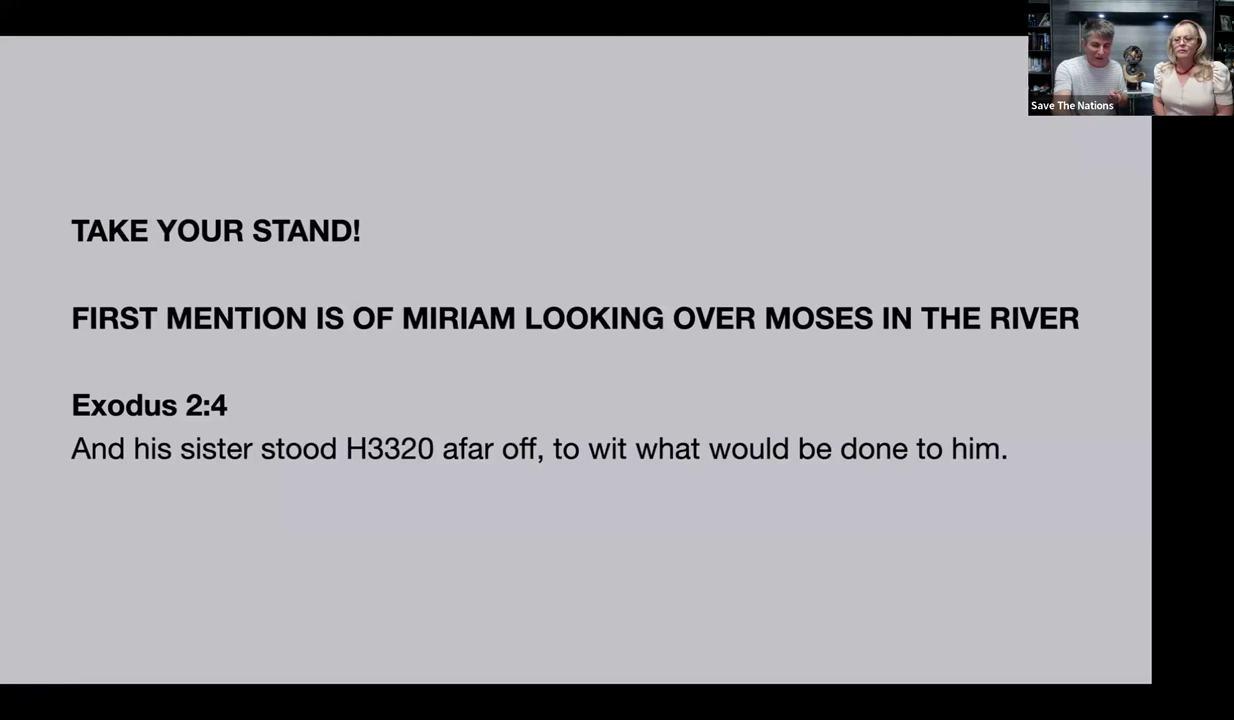 Save The Nations
TAKE YOUR STAND!
FIRST MENTION IS OF MIRIAM LOOKING OVER MOSES IN THE RIVER
Exodus 2:4
And his sister stood H3320 afar off, to wit what would be done to him.